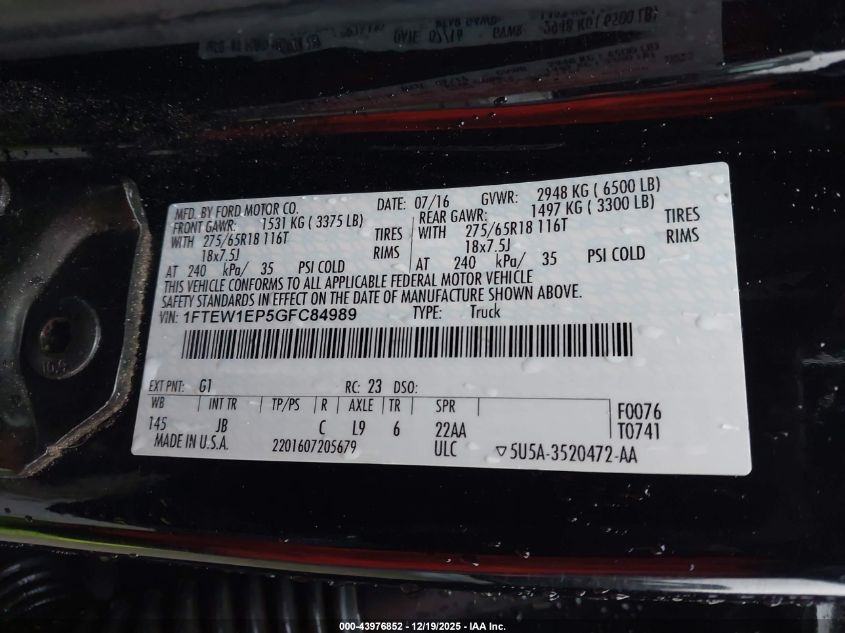 MFD. BY FORD MOTOR CO. DATE: 07/16 GVWR: 2948 KG ( 6500 LB)
FRONT GAWR: 1531 KG ( 3375 LB) REAR GAWR: 1497 KG ( 3300 LB)
WITH 275/65R18 116T TIRES WITH 275/65R18 116T TIRES
18x7.5J RIMS 18x7.5J RIMS
AT 240 kPa/ 35 PSI COLD AT 240 kPa/ 35 PSI COLD
THIS VEHICLE CONFORMS TO ALL APPLICABLE FEDERAL MOTOR VEHICLE
SAFETY STANDARDS IN EFFECT ON THE DATE OF MANUFACTURE SHOWN ABOVE.
VIN: 1FTEW1EP5GFC84989 TYPE: Truck
EXT PNT: G1 RC: 23 DSO:
WB INT TR TP/PS R AXLE TR SPR F0076
145 JB C L9 6 22AA T0741
MADE IN U.S.A. 2201607205679 ULC ▽5U5A-3520472-AA
000-43976852 - 12/19/2025 - IAA Inc.